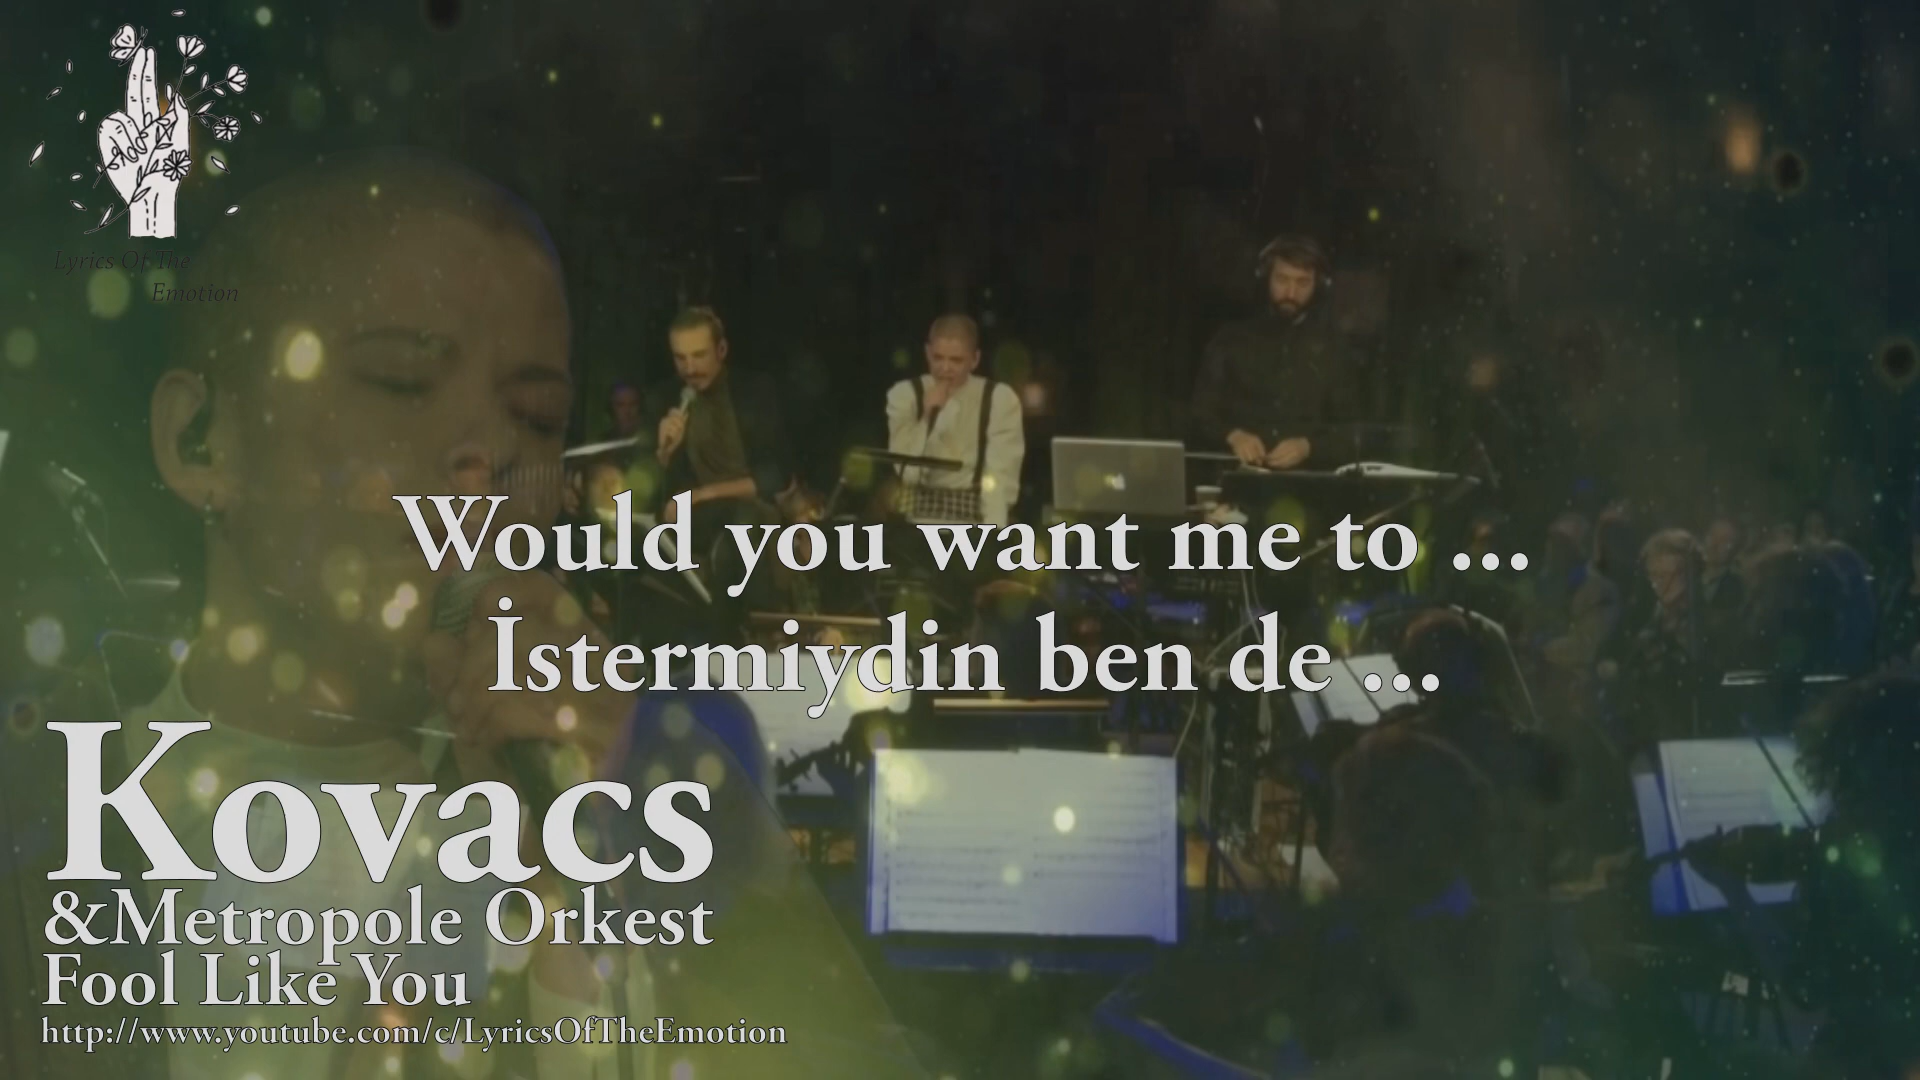 Lyrics Of The
Emotion
Would you want me to ...
İstermiydin ben de ...
Kovacs
&Metropole Orkest
Fool Like You
http://www.youtube.com/c/LyricsOfTheEmotion